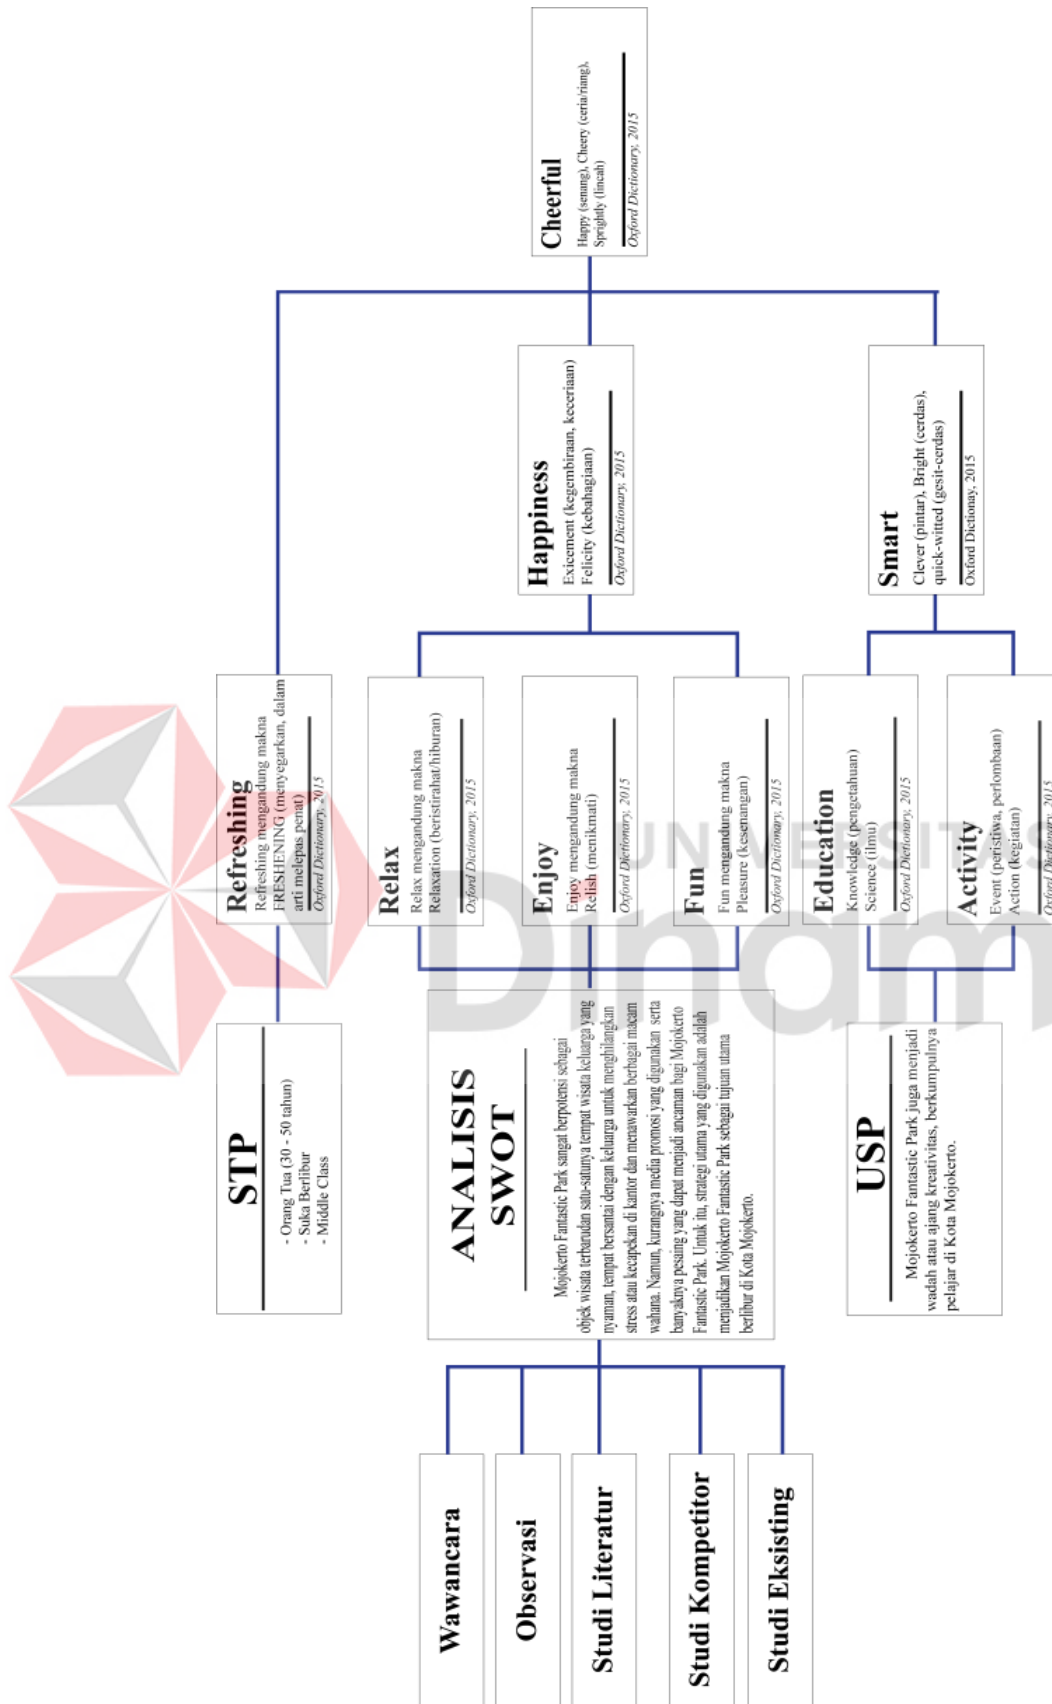 Wawancara
Observasi
Studi Literatur
Studi Kompetitor
Studi Eksisting
STP
- Orang Tua (30 - 50 tahun)
- Suka Berlibur
- Middle Class
ANALISIS
SWOT
Mojokerto Fantastic Park sangat berpotensi sebagai
objek wisata terbarudan satu-satunya tempat wisata keluarga yang
nyaman, tempat bersantai dengan keluarga untuk menghilangkan
stress atau kecapekan di kantor dan menawarkan berbagai macam
wahana. Namun, kurangnya media promosi yang digunakan serta
banyaknya pesaing yang dapat menjadi ancaman bagi Mojokerto
Fantastic Park. Untuk itu, strategi utama yang digunakan adalah
menjadikan Mojokerto Fantastic Park sebagai tujuan utama
berlibur di Kota Mojokerto.
USP
Mojokerto Fantastic Park juga menjadi
wadah atau ajang kreativitas, berkumpulnya
pelajar di Kota Mojokerto.
Refreshing
Refreshing mengandung makna
FRESHENING (menyegarkan, dalam
arti melepas penat)
Oxford Dictionary, 2015
Relax
Relax mengandung makna
Relaxation (beristirahat/hiburan)
Oxford Dictionary, 2015
Enjoy
Enjoy mengandung makna
Relish (menikmati)
Oxford Dictionary, 2015
Fun
Fun mengandung makna
Pleasure (kesenangan)
Oxford Dictionary, 2015
Education
Knowledge (pengetahuan)
Science (ilmu)
Oxford Dictionary, 2015
Activity
Event (peristiwa, perlombaan)
Action (kegiatan)
Oxford Dictionary, 2015
Happiness
Exicement (kegembiraan, keceriaan)
Felicity (kebahagiaan)
Oxford Dictionary, 2015
Smart
Clever (pintar), Bright (cerdas),
quick-witted (gesit-cerdas)
Oxford Dictionay, 2015
Cheerful
Happy (senang), Cheery (ceria/riang),
Sprightly (lincah)
Oxford Dictionary, 2015
UNIVERSITAS
Dinam